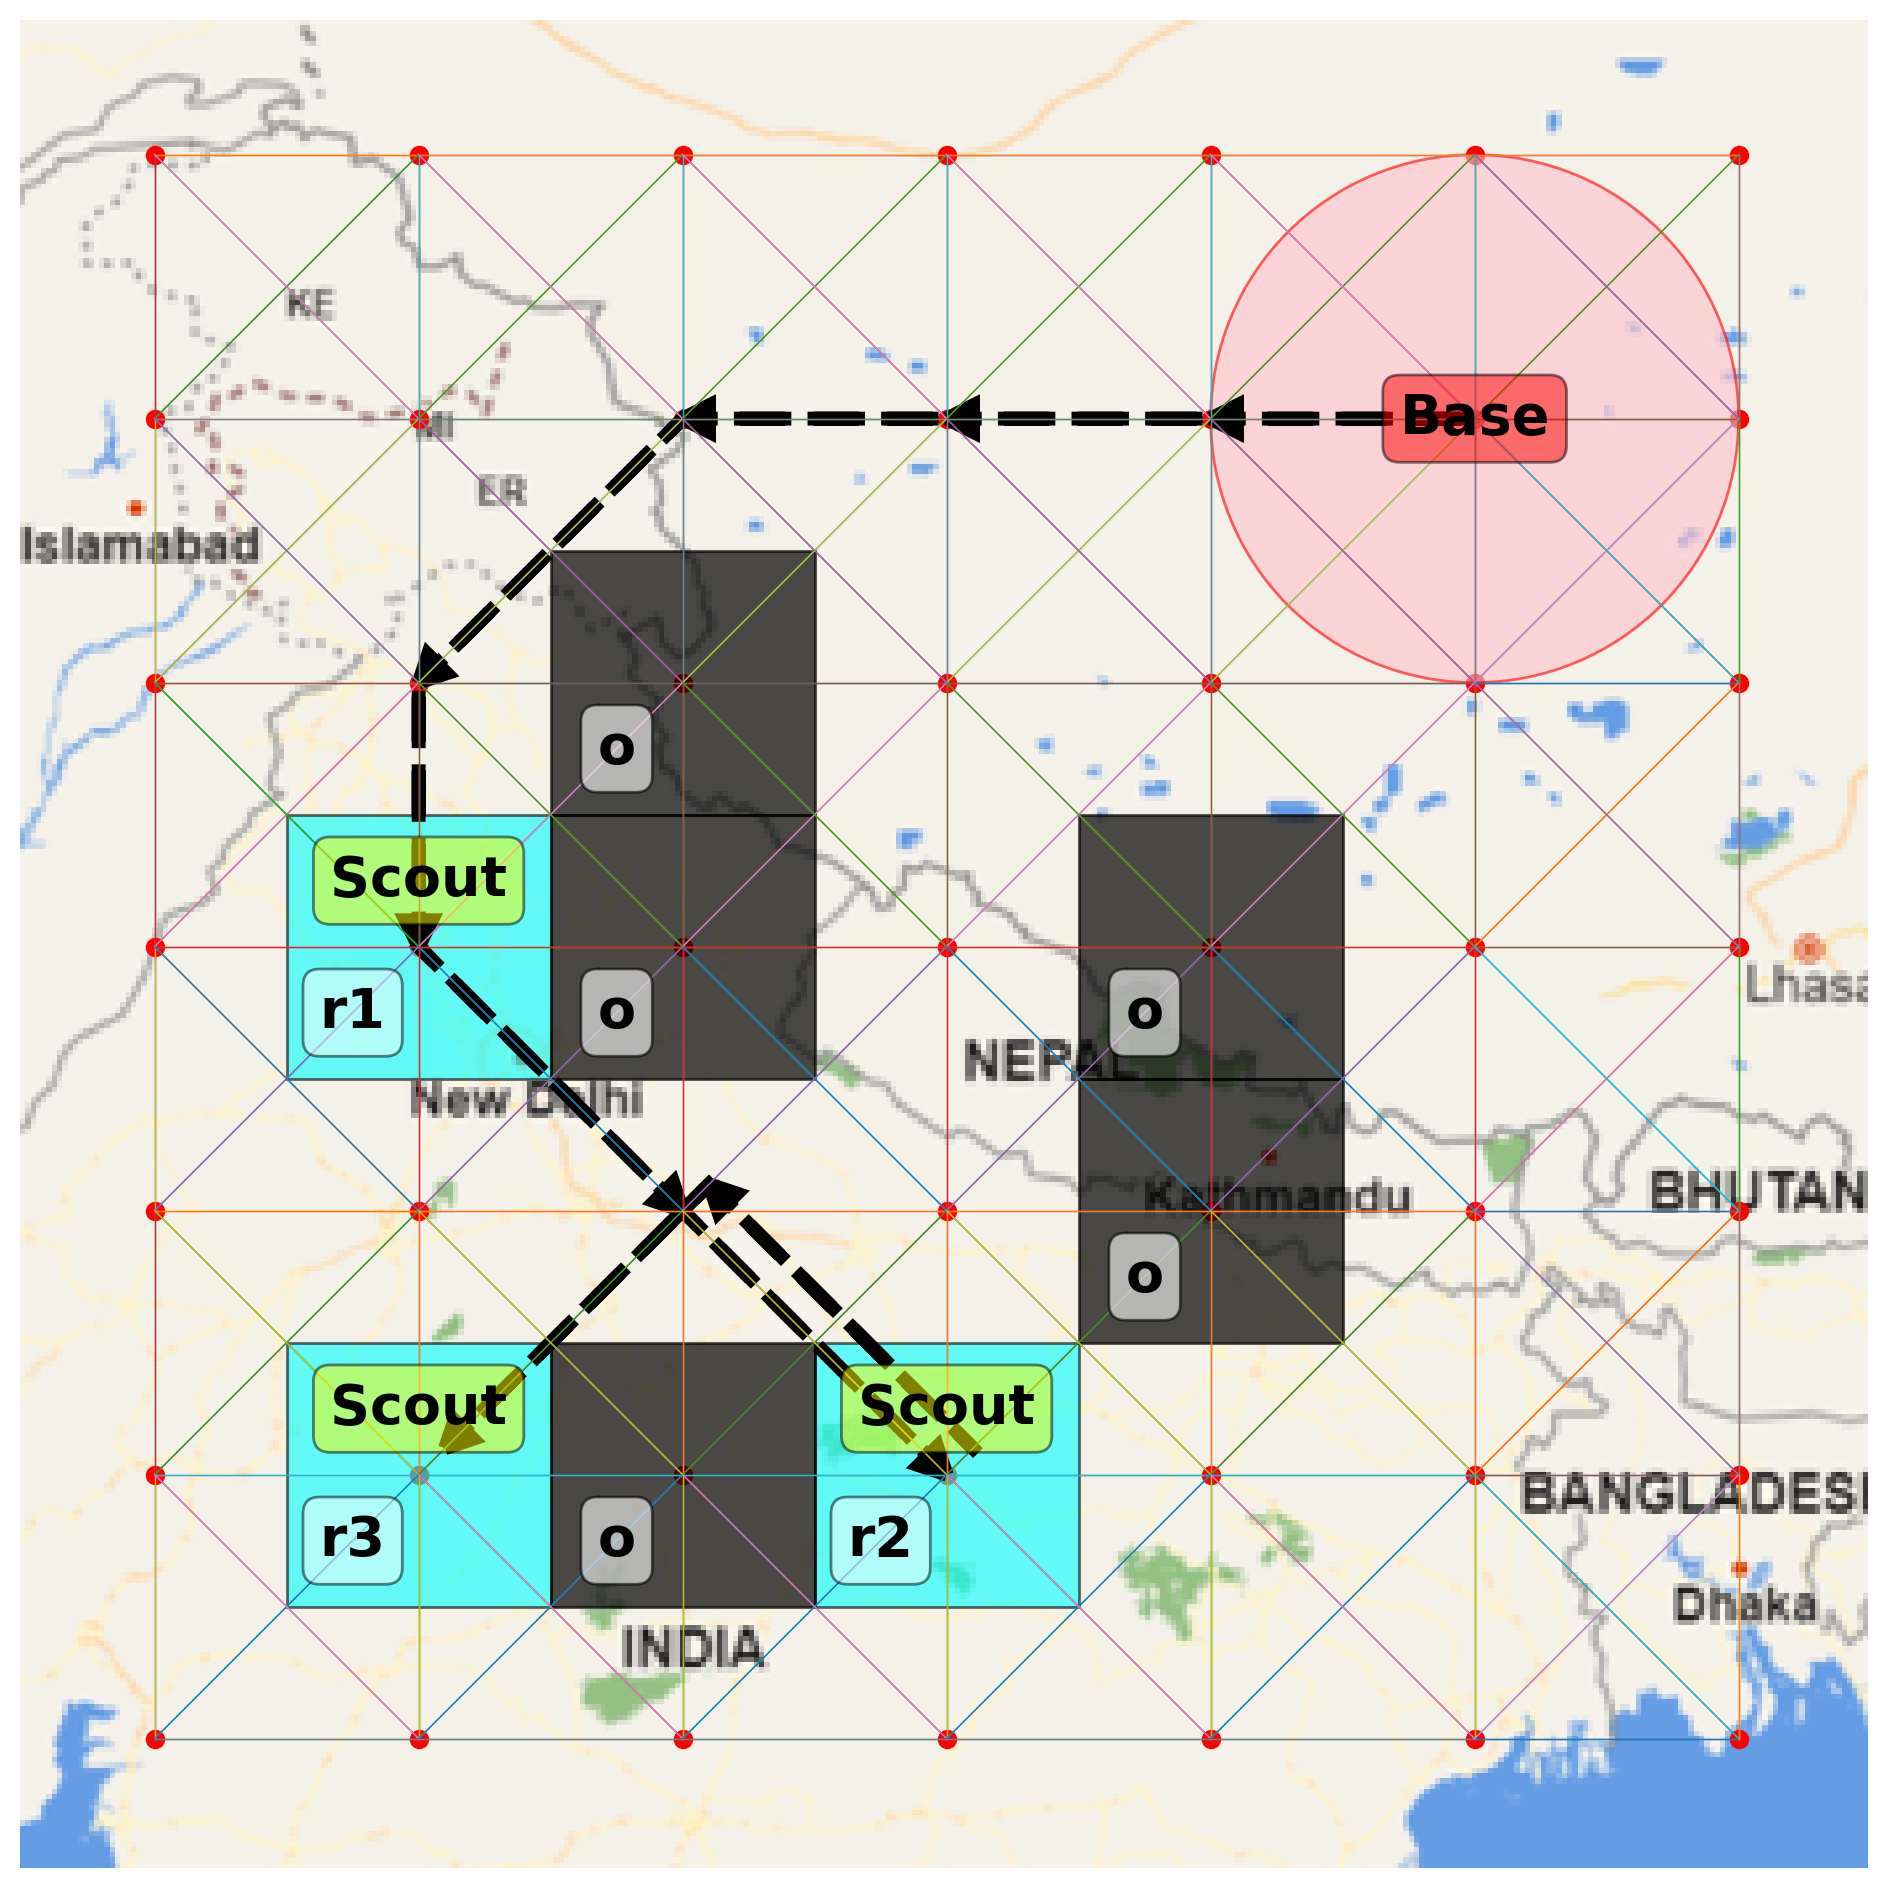 KE
MI
Base
ER
Islamabad
o
Scout
r1
o
o
Lhasa
NEPAL
New Delhi
Kathmandu
BHUTAN
o
Scout
Scout
r3
o
r2
BANGLADESH
Dhaka
INDIA